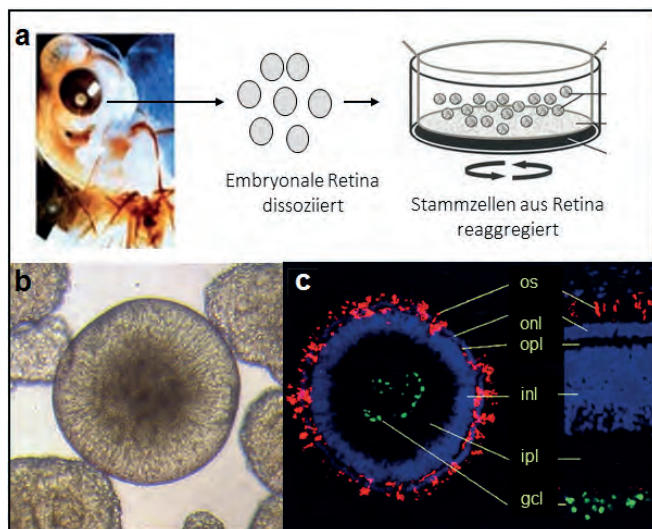 a
Embryonale Retina
dissoziiert
Stammzellen aus Retina
reaggregiert
b
c
os
onl
opl
inl
ipl
gcl